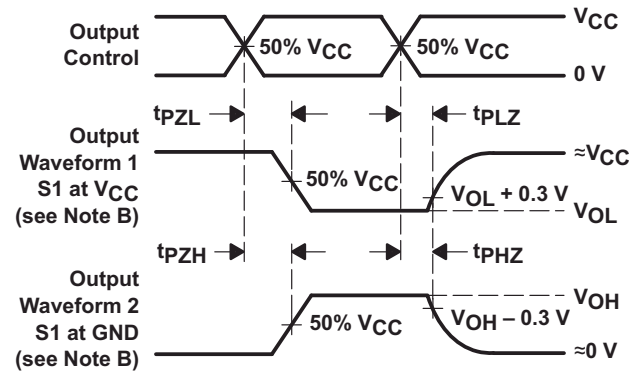 Output
Control
50% VCC
50% VCC
VCC
0 V
tPZL
tPLZ
Output
Waveform 1
S1 at VCC
(see Note B)
50% VCC
≈VCC
VOL + 0.3 V
VOL
tPZH
tPHZ
Output
Waveform 2
S1 at GND
(see Note B)
50% VCC
VOH
VOH – 0.3 V
≈0 V